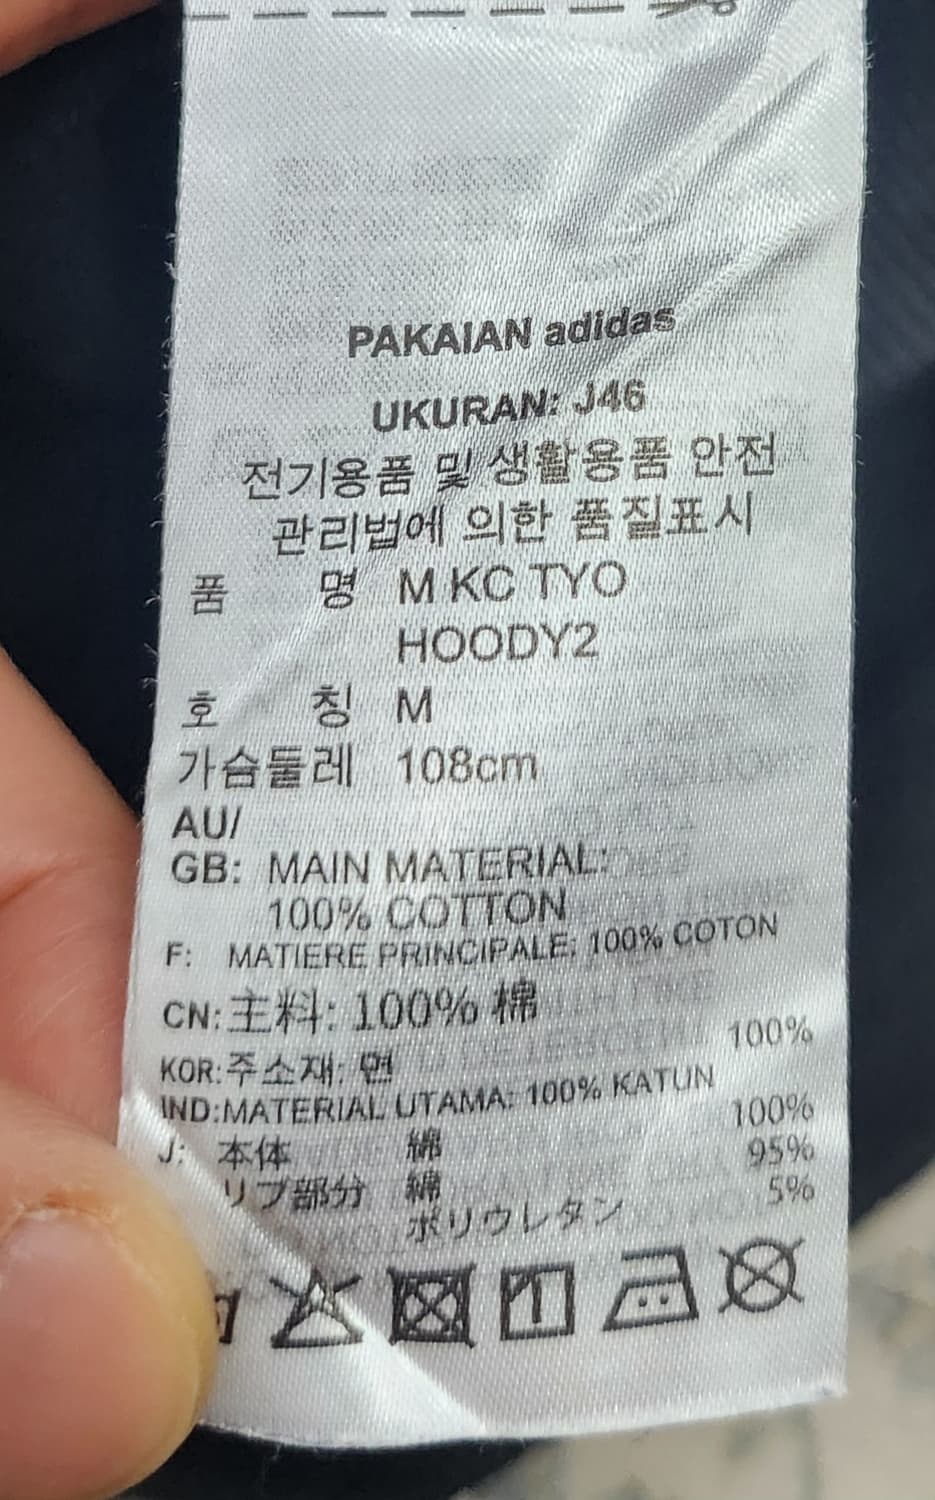 PAKAIAN adidas
UKURAN: J46
전기용품 및 생활용품 안전
관리법에 의한 품질표시
품 명 M KC TYO
HOODY2
호 칭 M
가슴둘레 108cm
AU/
GB: MAIN MATERIAL:
100% COTTON
F: MATIERE PRINCIPALE: 100% COTON
CN: 主料: 100% 棉
KOR: 주소재: 면 100%
IND: MATERIAL UTAMA: 100% KATUN
J: 本体 綿 100%
リブ部分 綿 95%
ポリウレタン 5%